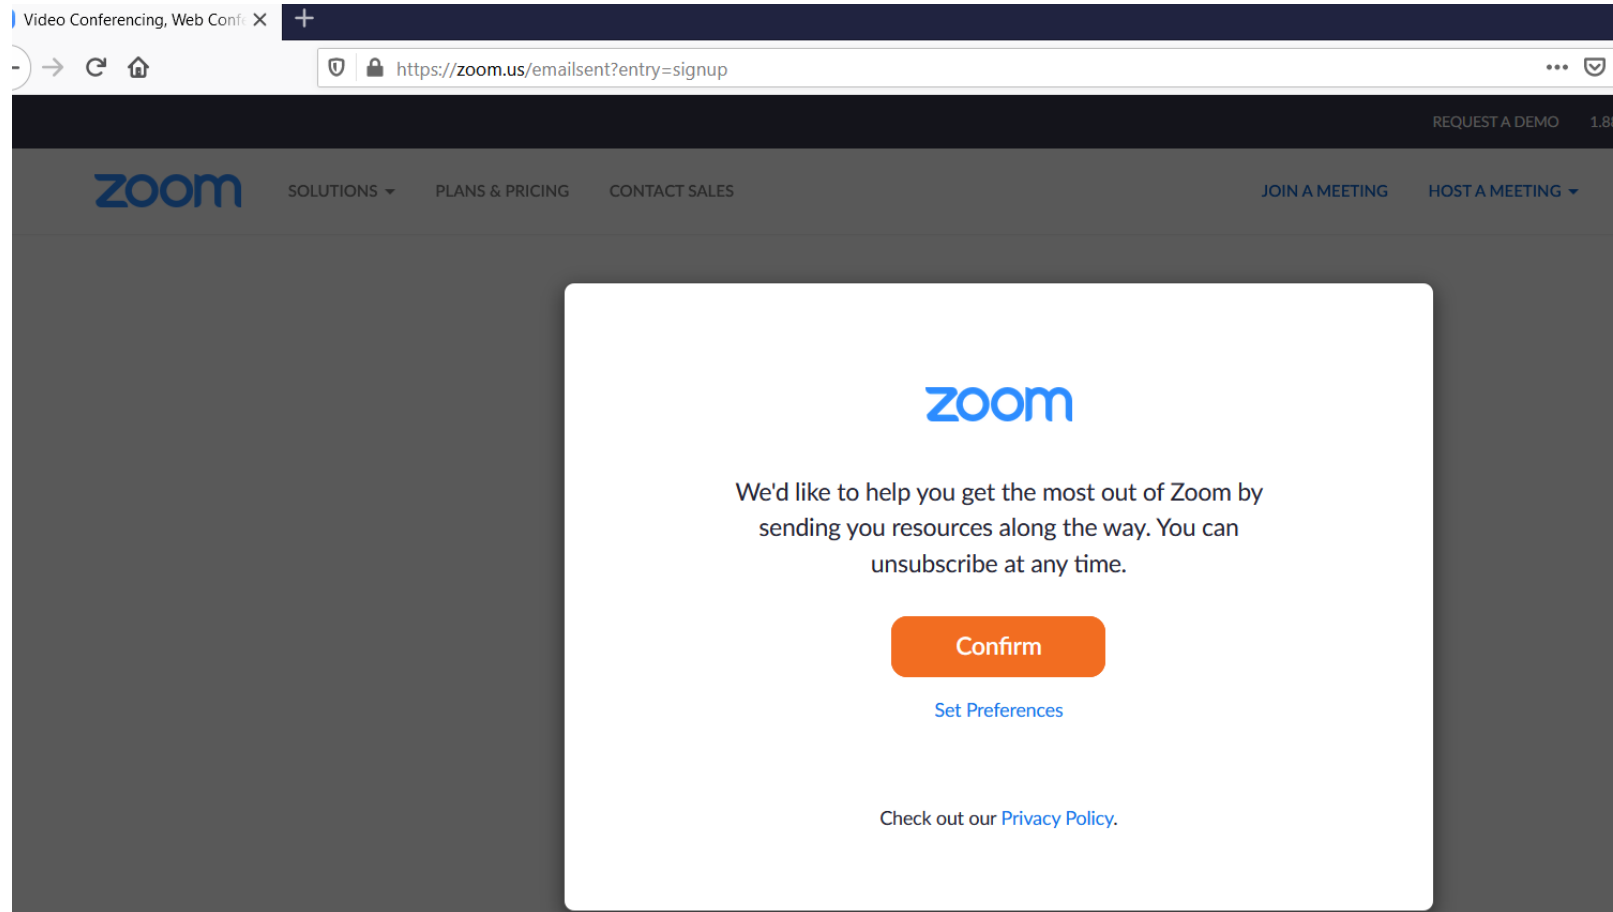 Video Conferencing, Web Conf
https://zoom.us/emailsent?entry=signup
REQUEST A DEMO 1.88
zoom SOLUTIONS PLANS & PRICING CONTACT SALES JOIN A MEETING HOST A MEETING
zoom
We'd like to help you get the most out of Zoom by
sending you resources along the way. You can
unsubscribe at any time.
Confirm
Set Preferences
Check out our Privacy Policy.